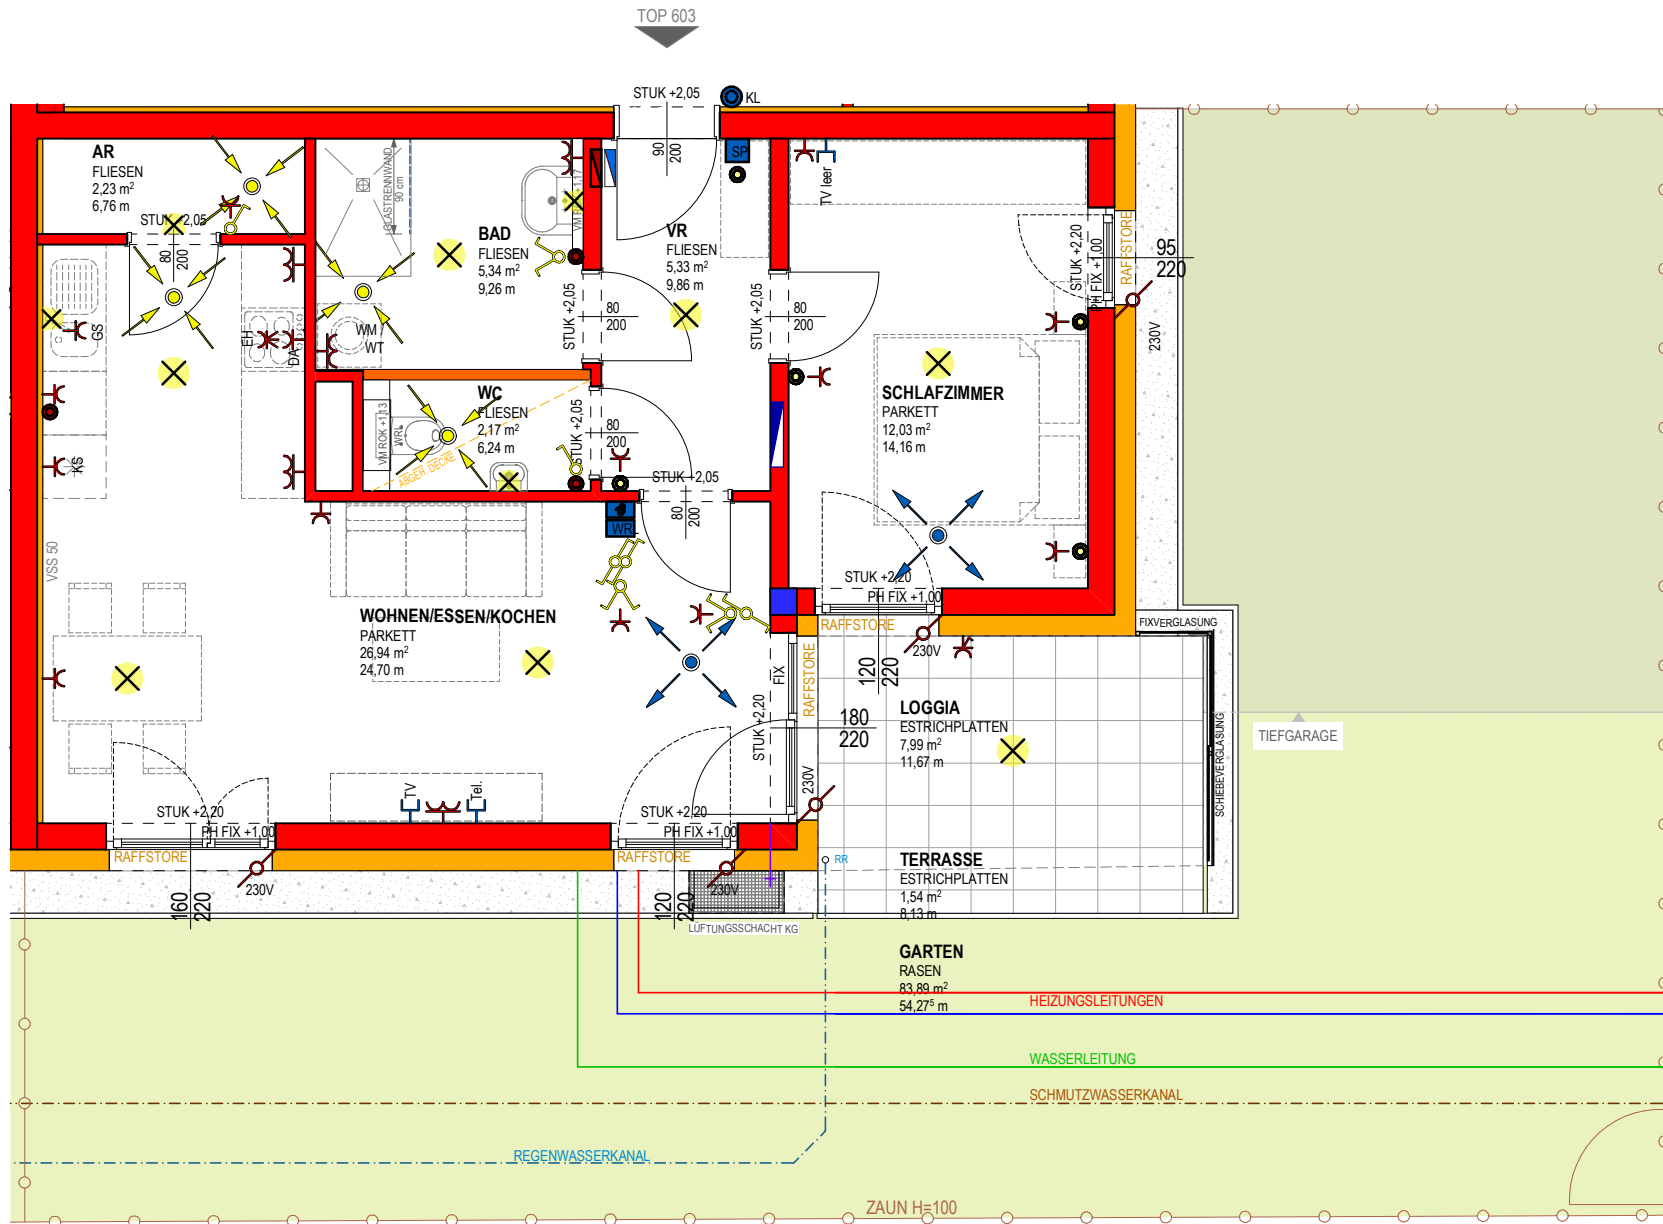 TOP 603
STUK +2,05
KL
AR
FLIESEN
2,23 m²
6,76 m
STUK +2,05
80
200
GLASTRENNWAND
90 cm
BAD
FLIESEN
5,34 m²
9,26 m
90
200
SP
VR
FLIESEN
5,33 m²
9,86 m
TV leer
STUK +2,20
PH FIX +1,00
RAFFSTORE
95
220
230V
GS
EH
DA
WM
WT
STUK +2,05
80
200
STUK +2,05
80
200
KS
VM ROK +1,13
WRL
WC
FLIESEN
2,17 m²
6,24 m
ABGEH. DECKE
STUK +2,05
80
200
SCHLAFZIMMER
PARKETT
12,03 m²
14,16 m
STUK +2,05
80
200
WRL
VSS 50
WOHNEN/ESSEN/KOCHEN
PARKETT
26,94 m²
24,70 m
STUK +2,20
PH FIX +1,00
RAFFSTORE
230V
120
220
FIXVERGLASUNG
FIX
RAFFSTORE
STUK +2,20
180
220
230V
LOGGIA
ESTRICHPLATTEN
7,99 m²
11,67 m
SCHIEBEVERGLASUNG
TIEFGARAGE
TV
Tel.
STUK +2,20
PH FIX +1,00
RAFFSTORE
230V
160
220
STUK +2,20
PH FIX +1,00
RAFFSTORE
230V
120
220
LÜFTUNGSSCHACHT KG
RR
TERRASSE
ESTRICHPLATTEN
1,54 m²
8,13 m
GARTEN
RASEN
83,89 m²
54,27⁵ m
HEIZUNGSLEITUNGEN
WASSERLEITUNG
SCHMUTZWASSERKANAL
REGENWASSERKANAL
ZAUN H=100